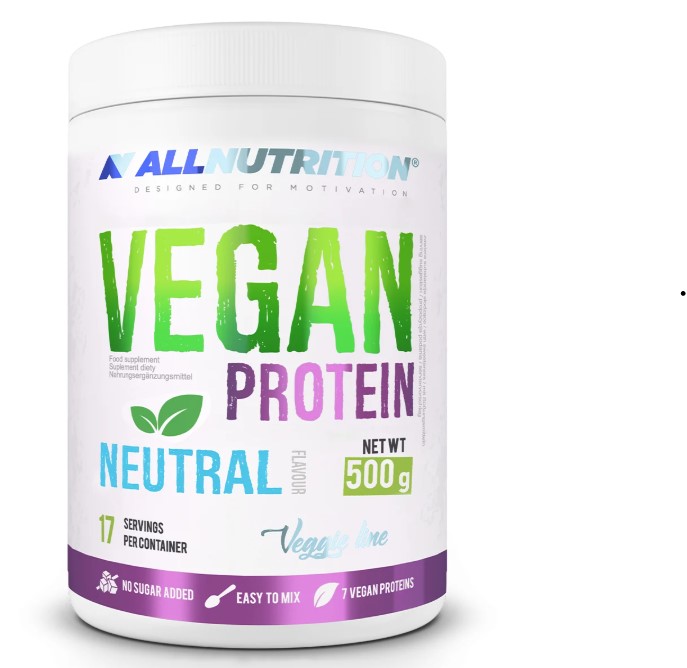 ALLNUTRITION®
DESIGNED FOR MOTIVATION
VEGAN
Food supplement
Suplement diety
Nahrungsergänzungsmittel
PROTEIN
NEUTRAL
FLAVOUR
NET WT
500 g
17 SERVINGS
PER CONTAINER
Veggie line
NO SUGAR ADDED
EASY TO MIX
7 VEGAN PROTEINS